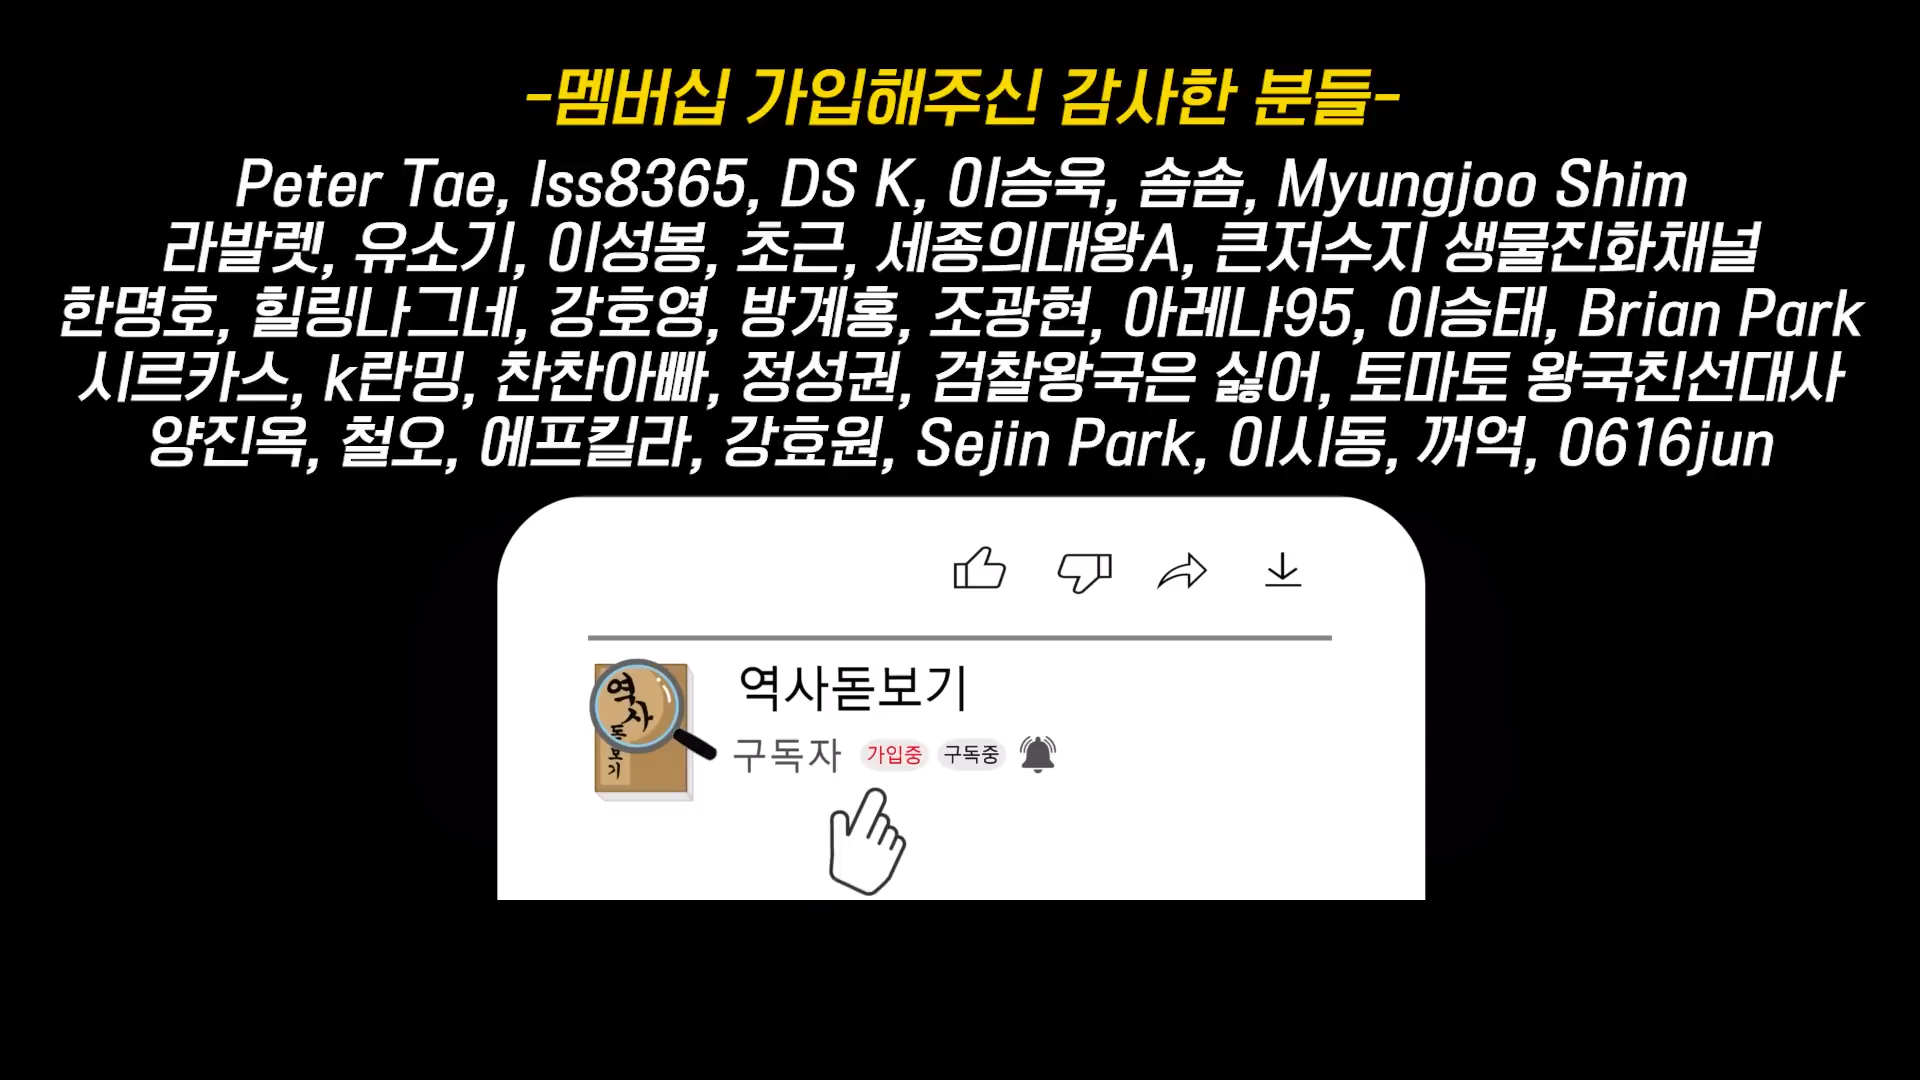 -멤버십 가입해주신 감사한 분들-
Peter Tae, lss8365, DS K, 이승욱, 솜솜, Myungjoo Shim
라발렛, 유소기, 이성봉, 초근, 세종의대왕A, 큰저수지 생물진화채널
한명호, 힐링나그네, 강호영, 방계홍, 조광현, 아레나95, 이승태, Brian Park
시르카스, k란밍, 찬찬아빠, 정성권, 검찰왕국은 싫어, 토마토 왕국친선대사
양진옥, 철오, 에프킬라, 강효원, Sejin Park, 이시동, 꺼억, 0616jun
역사돋보기
역사돋보기
구독자 가입중 구독중